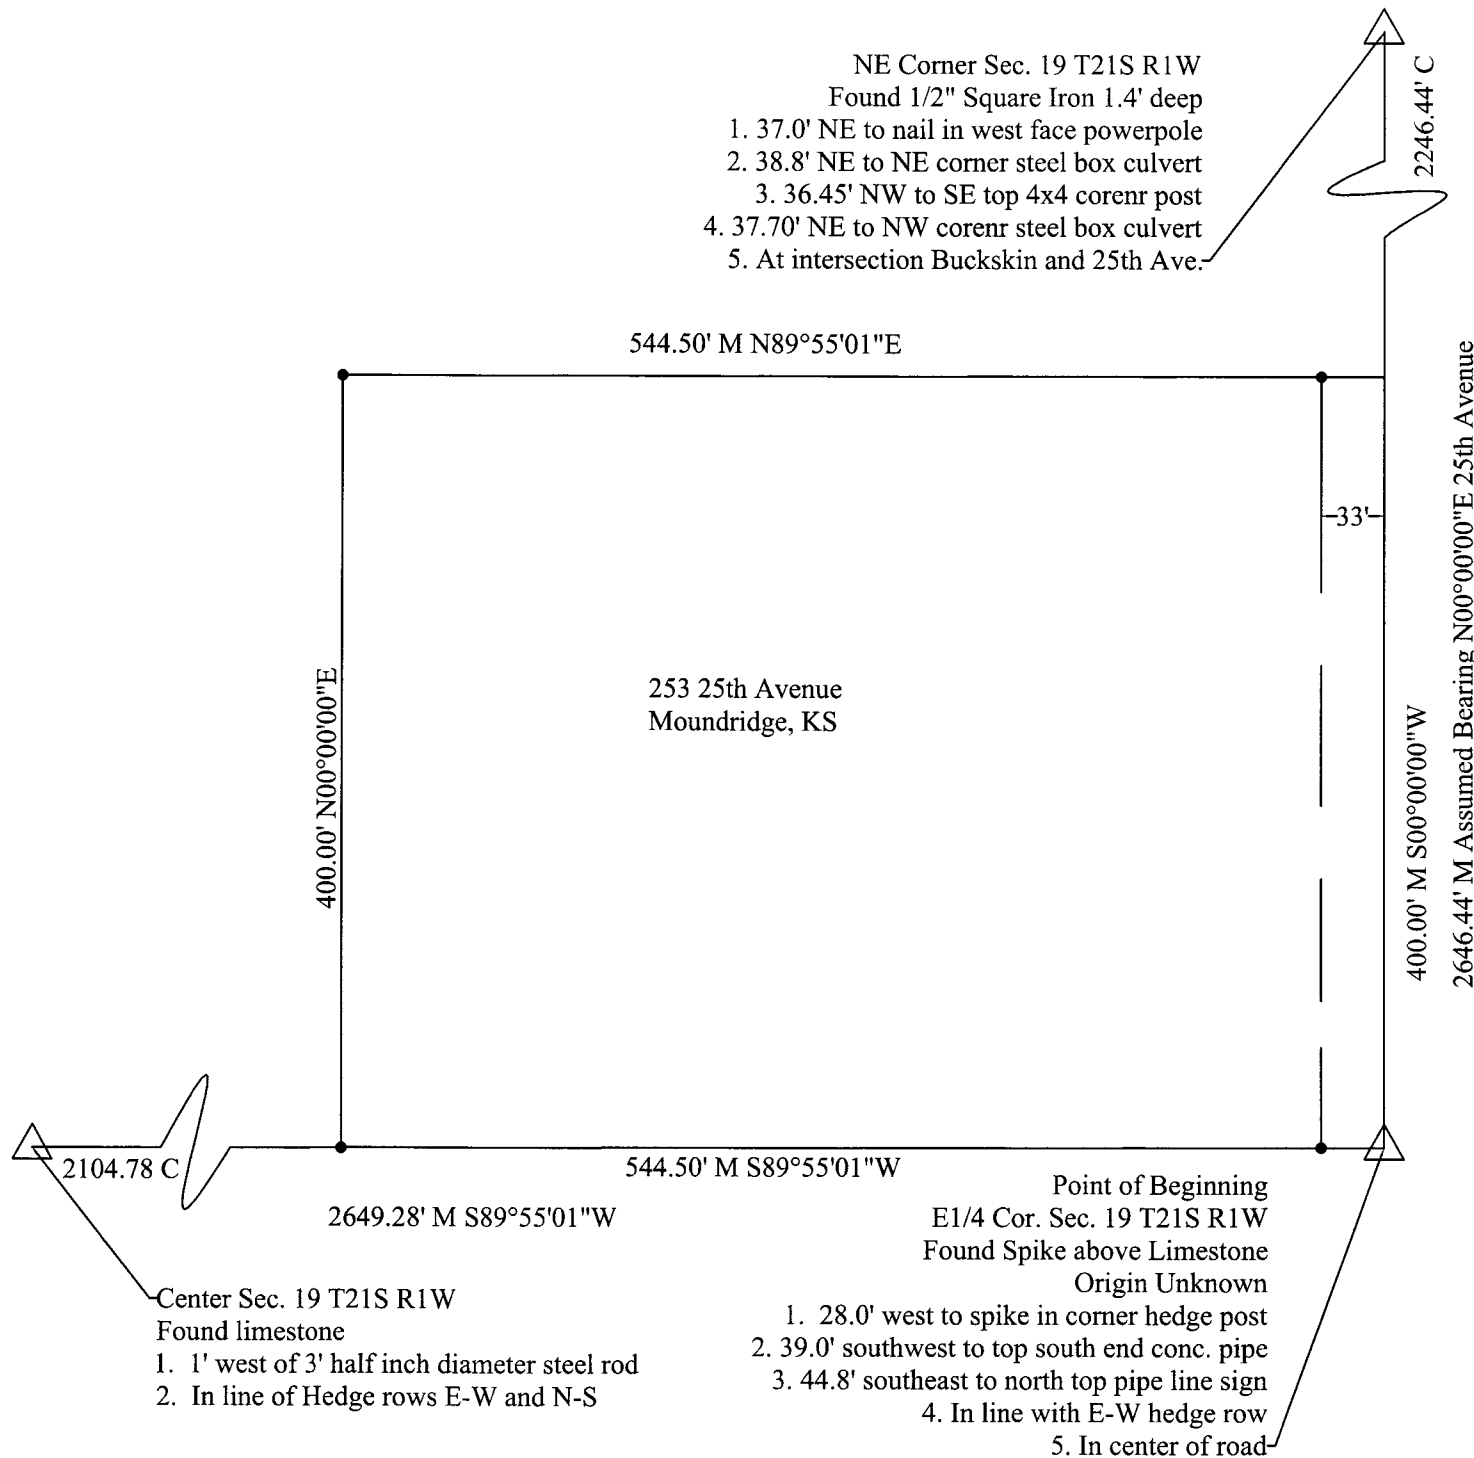 NE Corner Sec. 19 T21S R1W
Found 1/2" Square Iron 1.4' deep
1. 37.0' NE to nail in west face powerpole
2. 38.8' NE to NE corner steel box culvert
3. 36.45' NW to SE top 4x4 corenr post
4. 37.70' NE to NW corenr steel box culvert
5. At intersection Buckskin and 25th Ave.
2246.44' C
544.50' M N89°55'01"E
33'
2646.44' M Assumed Bearing N00°00'00"E 25th Avenue
400.00' N00°00'00"E
253 25th Avenue
Moundridge, KS
400.00' M S00°00'00"W
2104.78 C
544.50' M S89°55'01"W
2649.28' M S89°55'01"W
Point of Beginning
E1/4 Cor. Sec. 19 T21S R1W
Found Spike above Limestone
Origin Unknown
1. 28.0' west to spike in corner hedge post
2. 39.0' southwest to top south end conc. pipe
3. 44.8' southeast to north top pipe line sign
4. In line with E-W hedge row
5. In center of road
Center Sec. 19 T21S R1W
Found limestone
1. 1' west of 3' half inch diameter steel rod
2. In line of Hedge rows E-W and N-S